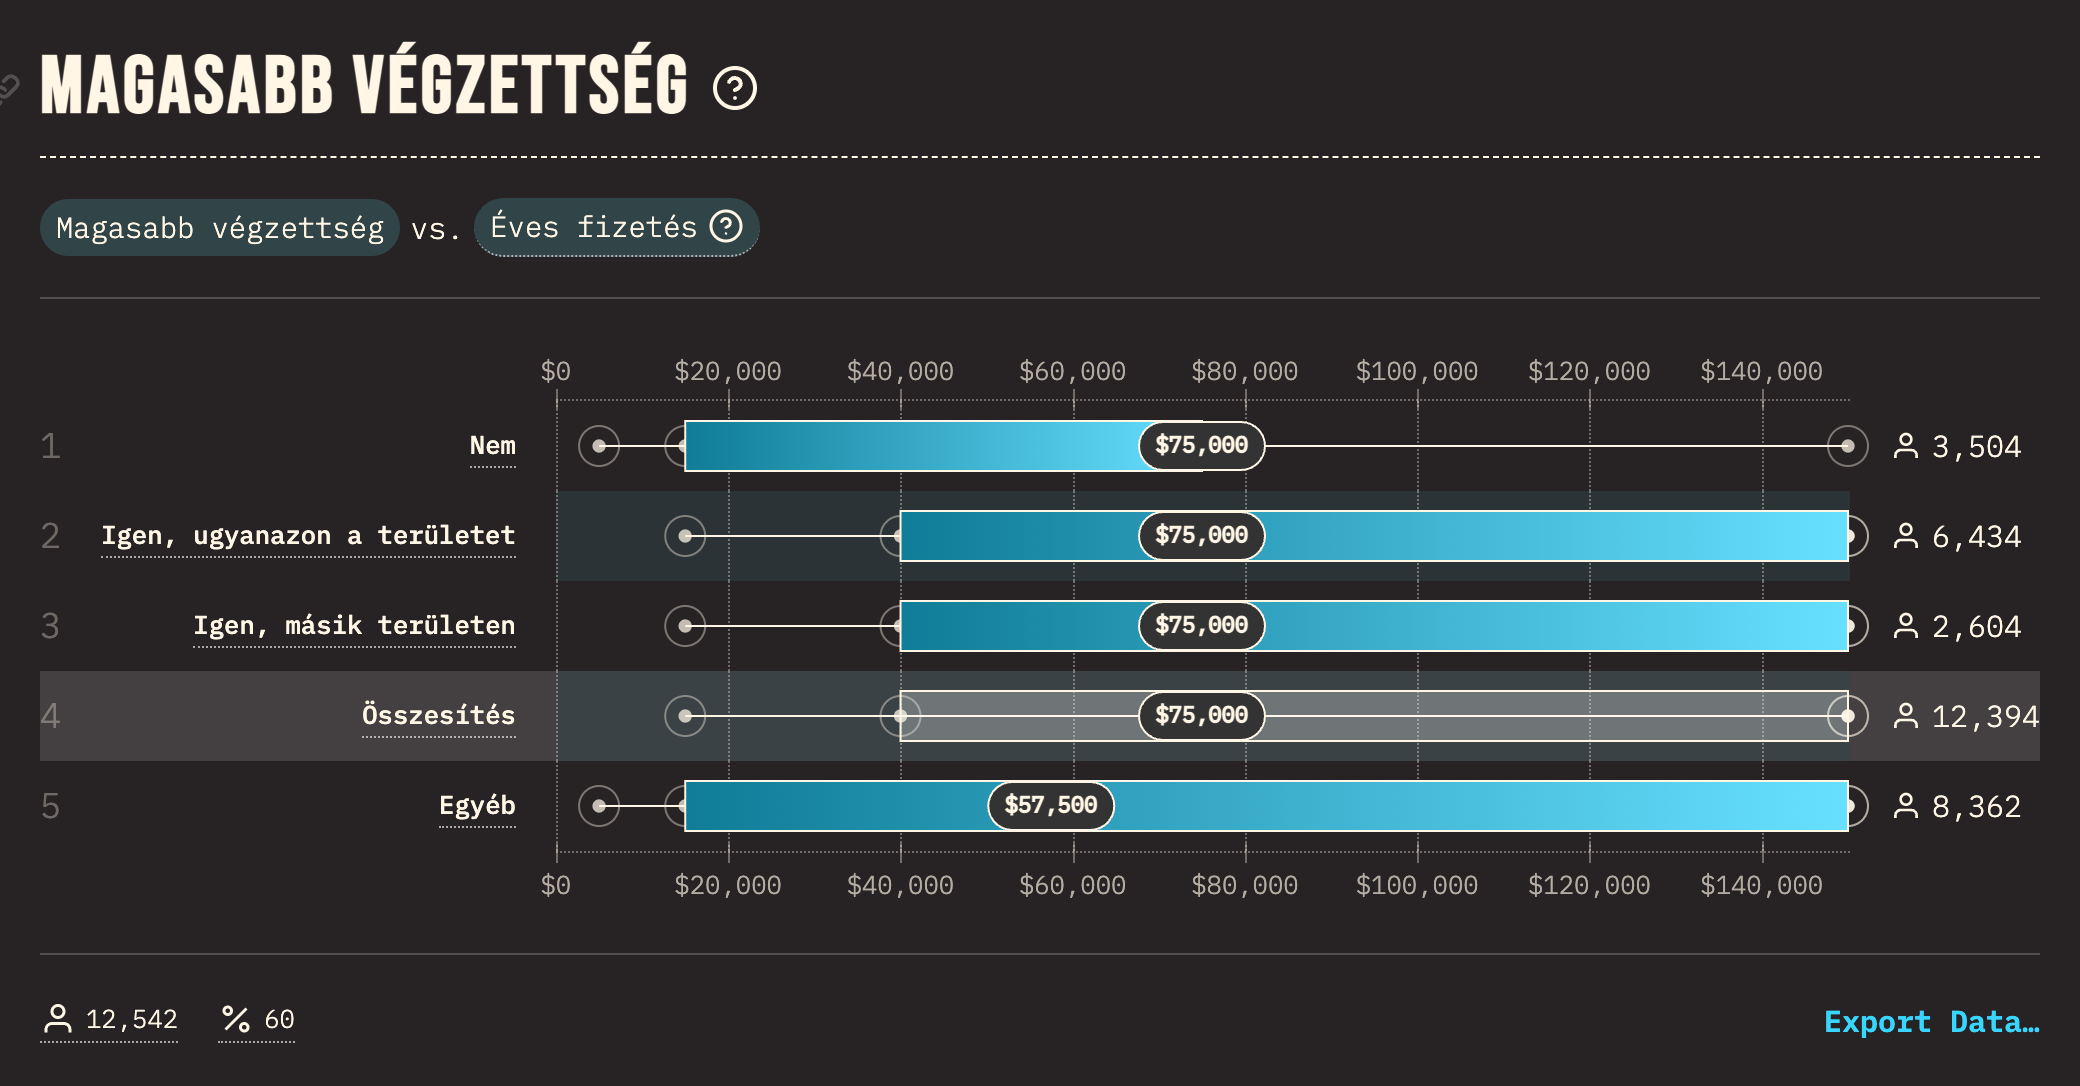 MAGASABB VÉGZETTSÉG
Magasabb végzettség vs. Éves fizetés
$0 $20,000 $40,000 $60,000 $80,000 $100,000 $120,000 $140,000
1 Nem $75,000 3,504
2 Igen, ugyanazon a területet $75,000 6,434
3 Igen, másik területen $75,000 2,604
4 Összesítés $75,000 12,394
5 Egyéb $57,500 8,362
$0 $20,000 $40,000 $60,000 $80,000 $100,000 $120,000 $140,000
12,542 % 60 Export Data…